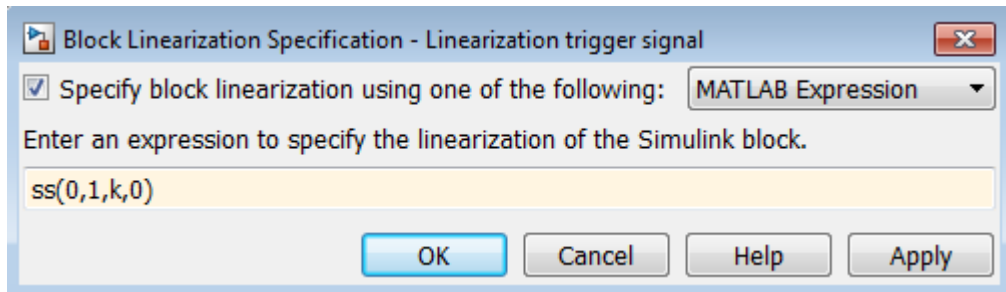 Block Linearization Specification - Linearization trigger signal
Specify block linearization using one of the following: MATLAB Expression
Enter an expression to specify the linearization of the Simulink block.
ss(0,1,k,0)
OK Cancel Help Apply